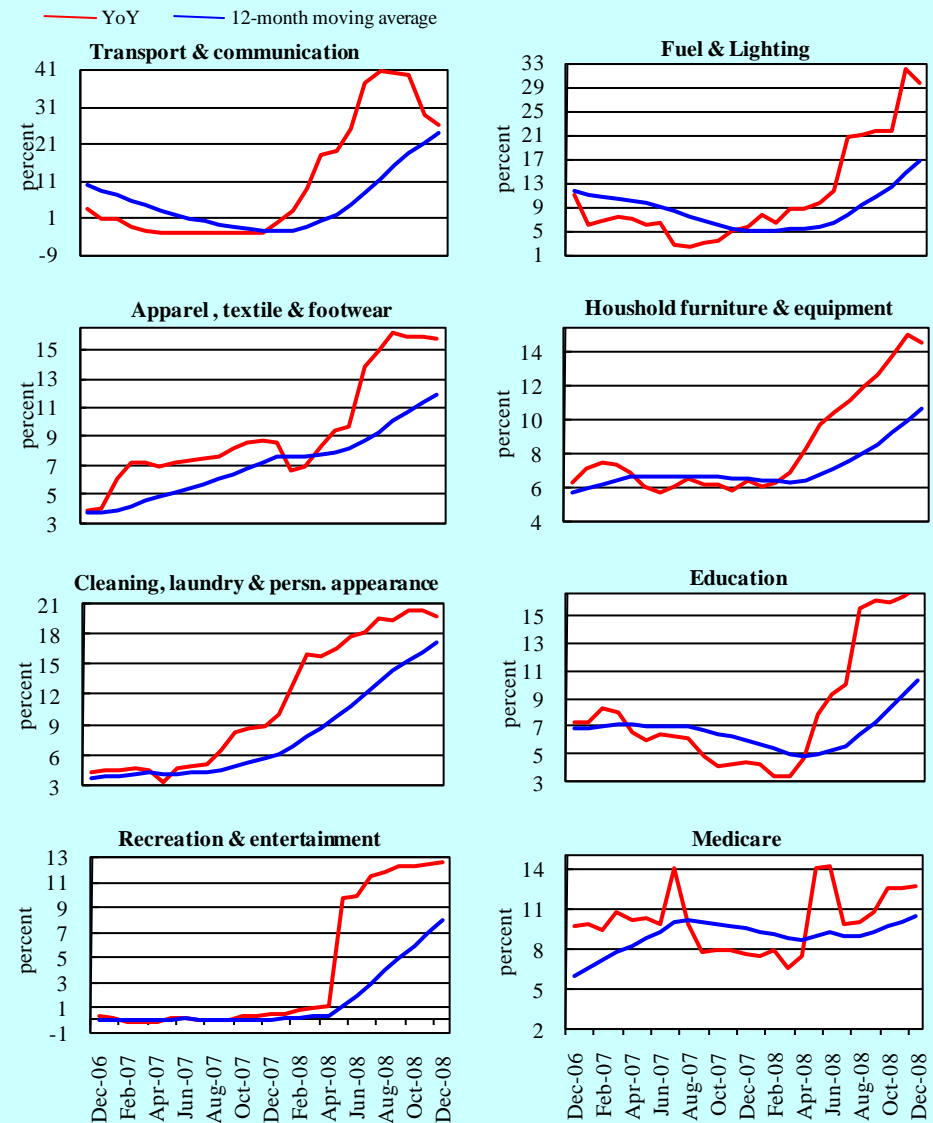 YoY 12-month moving average
Transport & communication
percent
41
31
21
11
1
-9
Fuel & Lighting
33
29
25
21
17
13
9
5
1
Apparel , textile & footwear
percent
15
13
11
9
7
5
3
Houshold furniture & equipment
percent
14
12
10
8
6
4
Cleaning, laundry & persn. appearance
percent
21
18
15
12
9
6
3
Education
percent
15
13
11
9
7
5
3
Recreation & entertainment
percent
13
11
9
7
5
3
1
-1
Dec-06
Feb-07
Apr-07
Jun-07
Aug-07
Oct-07
Dec-07
Feb-08
Apr-08
Jun-08
Aug-08
Oct-08
Dec-08
Medicare
percent
14
11
8
5
2
Dec-06
Feb-07
Apr-07
Jun-07
Aug-07
Oct-07
Dec-07
Feb-08
Apr-08
Jun-08
Aug-08
Oct-08
Dec-08